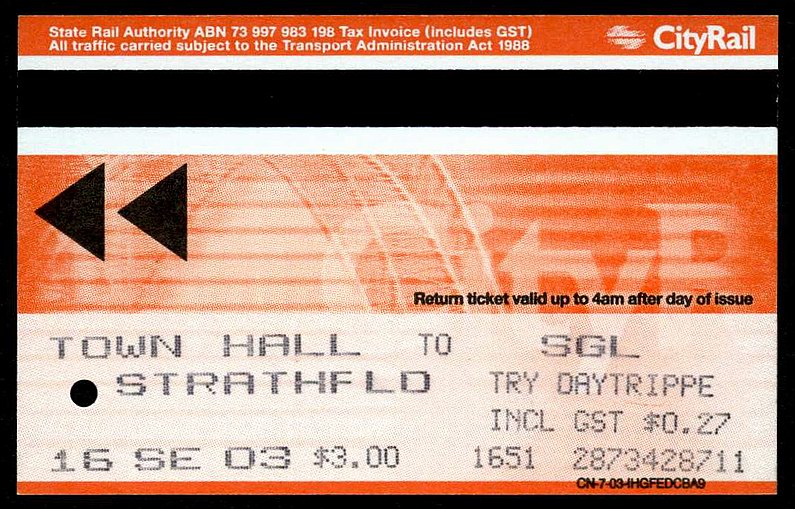 State Rail Authority ABN 73 997 983 198 Tax Invoice (includes GST)
All traffic carried subject to the Transport Administration Act 1988
CityRail
CityR
Return ticket valid up to 4am after day of issue
TOWN HALL TO SGL
STRATHFLD TRY DAYTRIPPE
INCL GST $0.27
16 SE 03 $3.00 1651 2873428711
CN-7-03-IHGFEDCBA9